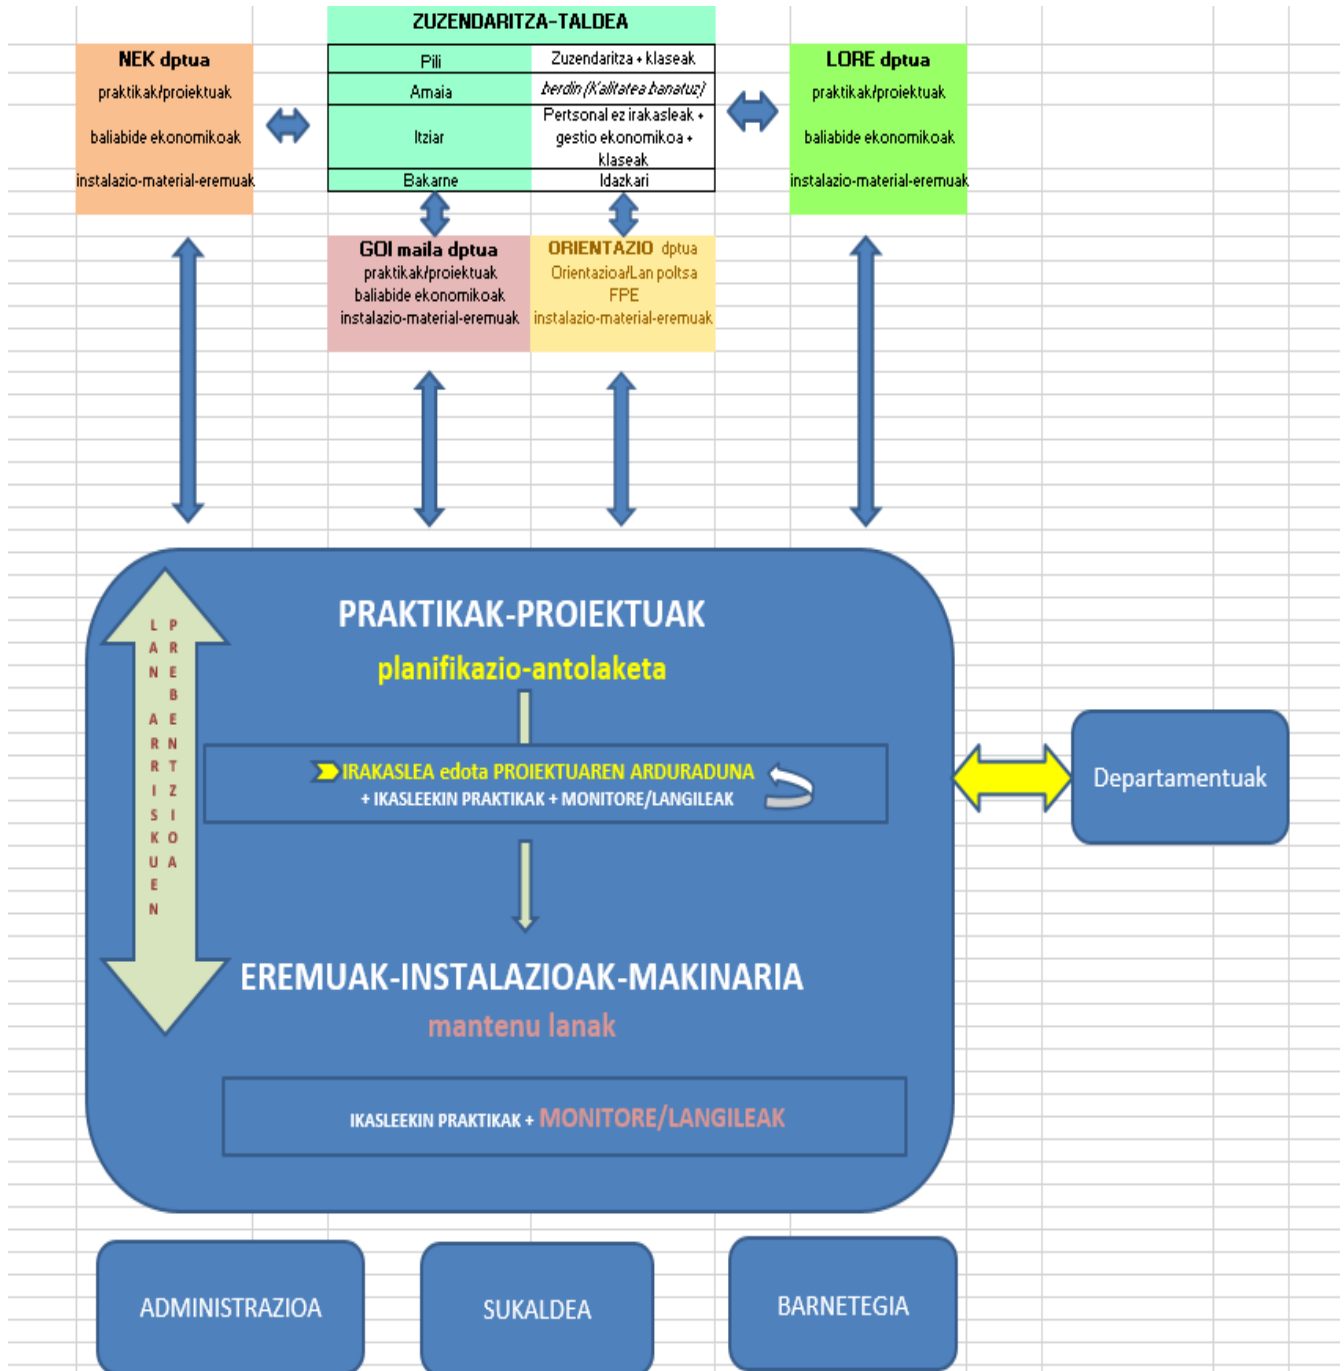 ZUZENDARITZA-TALDEA
NEK dptua
praktikak/proiektuak
baliabide ekonomikoak
instalazio-material-eremuak
Pili
Zuzendaritza + klaseak
Amaia
berdin (Kalitatea banatuz)
Itziar
Pertsonal ez irakasleak +
gestio ekonomikoa +
klaseak
Bakarne
Idazkari
LORE dptua
praktikak/proiektuak
baliabide ekonomikoak
instalazio-material-eremuak
GOI maila dptua
praktikak/proiektuak
baliabide ekonomikoak
instalazio-material-eremuak
ORIENTAZIO dptua
Orientazioa/Lan poltsa
FPE
instalazio-material-eremuak
LAN ARRISKUEN
PREBENTZIOA
PRAKTIKAK-PROIEKTUAK
planifikazio-antolaketa
IRAKASLEA edota PROIEKTUAREN ARDURADUNA
+ IKASLEEKIN PRAKTIKAK + MONITORE/LANGILEAK
Departamentuak
EREMUAK-INSTALAZIOAK-MAKINARIA
mantenu lanak
IKASLEEKIN PRAKTIKAK + MONITORE/LANGILEAK
ADMINISTRAZIOA
SUKALDEA
BARNETEGIA